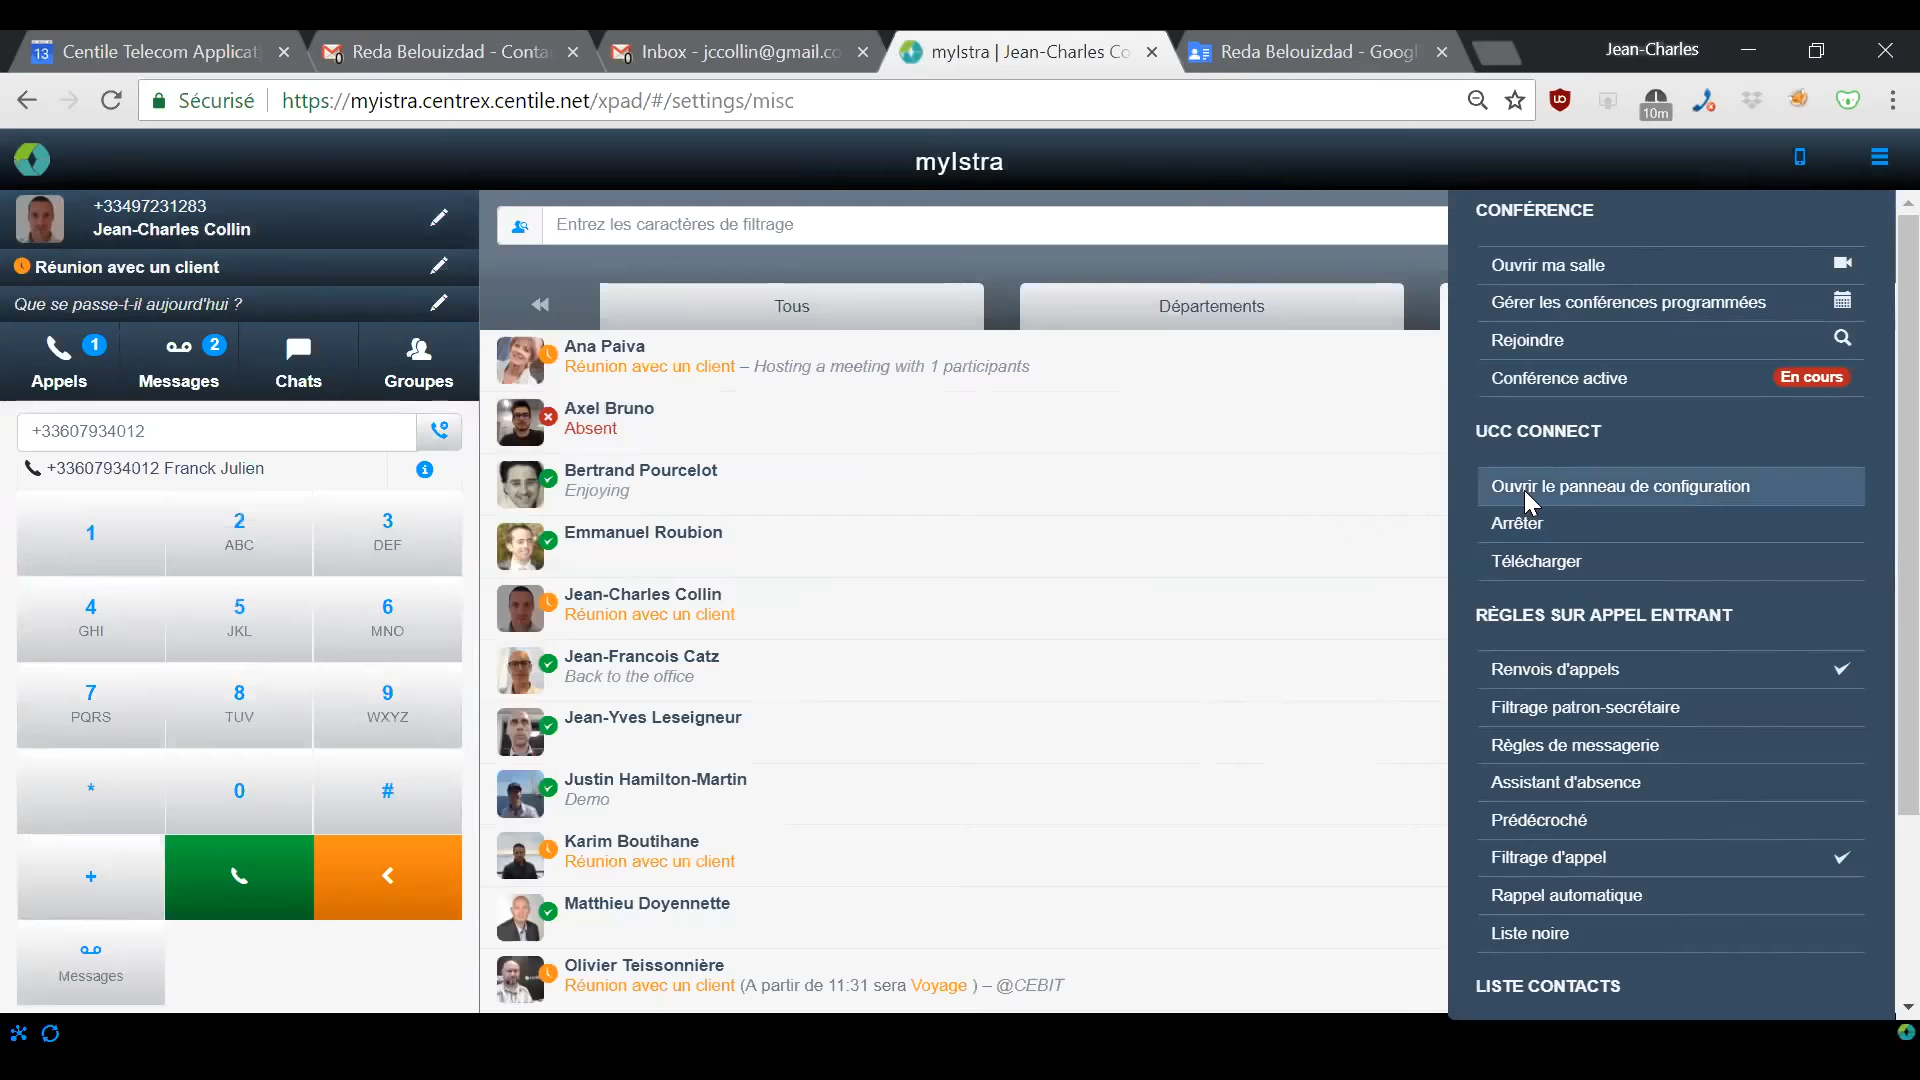 13 Centile Telecom Applicat
Reda Belouizdad - Conta
Inbox - jccollin@gmail.co
myIstra | Jean-Charles Co
Reda Belouizdad - Googl
Jean-Charles
Sécurisé
https://myistra.centrex.centile.net/xpad/#/settings/misc
10m
myIstra
+33497231283
Jean-Charles Collin
Réunion avec un client
Que se passe-t-il aujourd'hui ?
1
2
Appels
Messages
Chats
Groupes
+33607934012
+33607934012 Franck Julien
1
2
3
ABC
DEF
4
5
6
GHI
JKL
MNO
7
8
9
PQRS
TUV
WXYZ
*
0
#
+
Messages
Entrez les caractères de filtrage
Tous
Départements
Ana Paiva
Réunion avec un client – Hosting a meeting with 1 participants
Axel Bruno
Absent
Bertrand Pourcelot
Enjoying
Emmanuel Roubion
Jean-Charles Collin
Réunion avec un client
Jean-Francois Catz
Back to the office
Jean-Yves Leseigneur
Justin Hamilton-Martin
Demo
Karim Boutihane
Réunion avec un client
Matthieu Doyennette
Olivier Teissonnière
Réunion avec un client (A partir de 11:31 sera Voyage ) – @CEBIT
CONFÉRENCE
Ouvrir ma salle
Gérer les conférences programmées
Rejoindre
Conférence active
En cours
UCC CONNECT
Ouvrir le panneau de configuration
Arrêter
Télécharger
RÈGLES SUR APPEL ENTRANT
Renvois d'appels
Filtrage patron-secrétaire
Règles de messagerie
Assistant d'absence
Prédécroché
Filtrage d'appel
Rappel automatique
Liste noire
LISTE CONTACTS